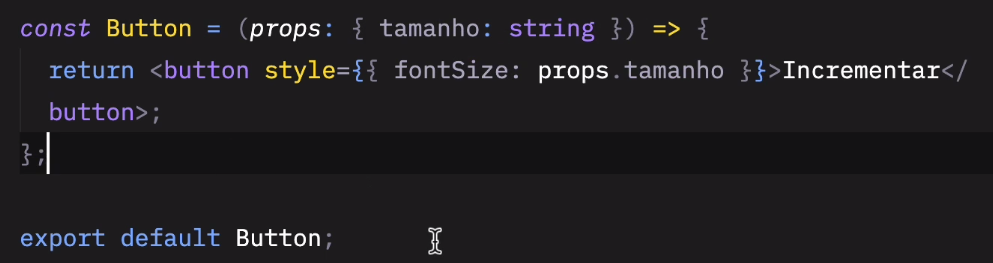 const Button = (props: { tamanho: string }) => {
  return <button style={{ fontSize: props.tamanho }}>Incrementar</
  button>;
};
export default Button;